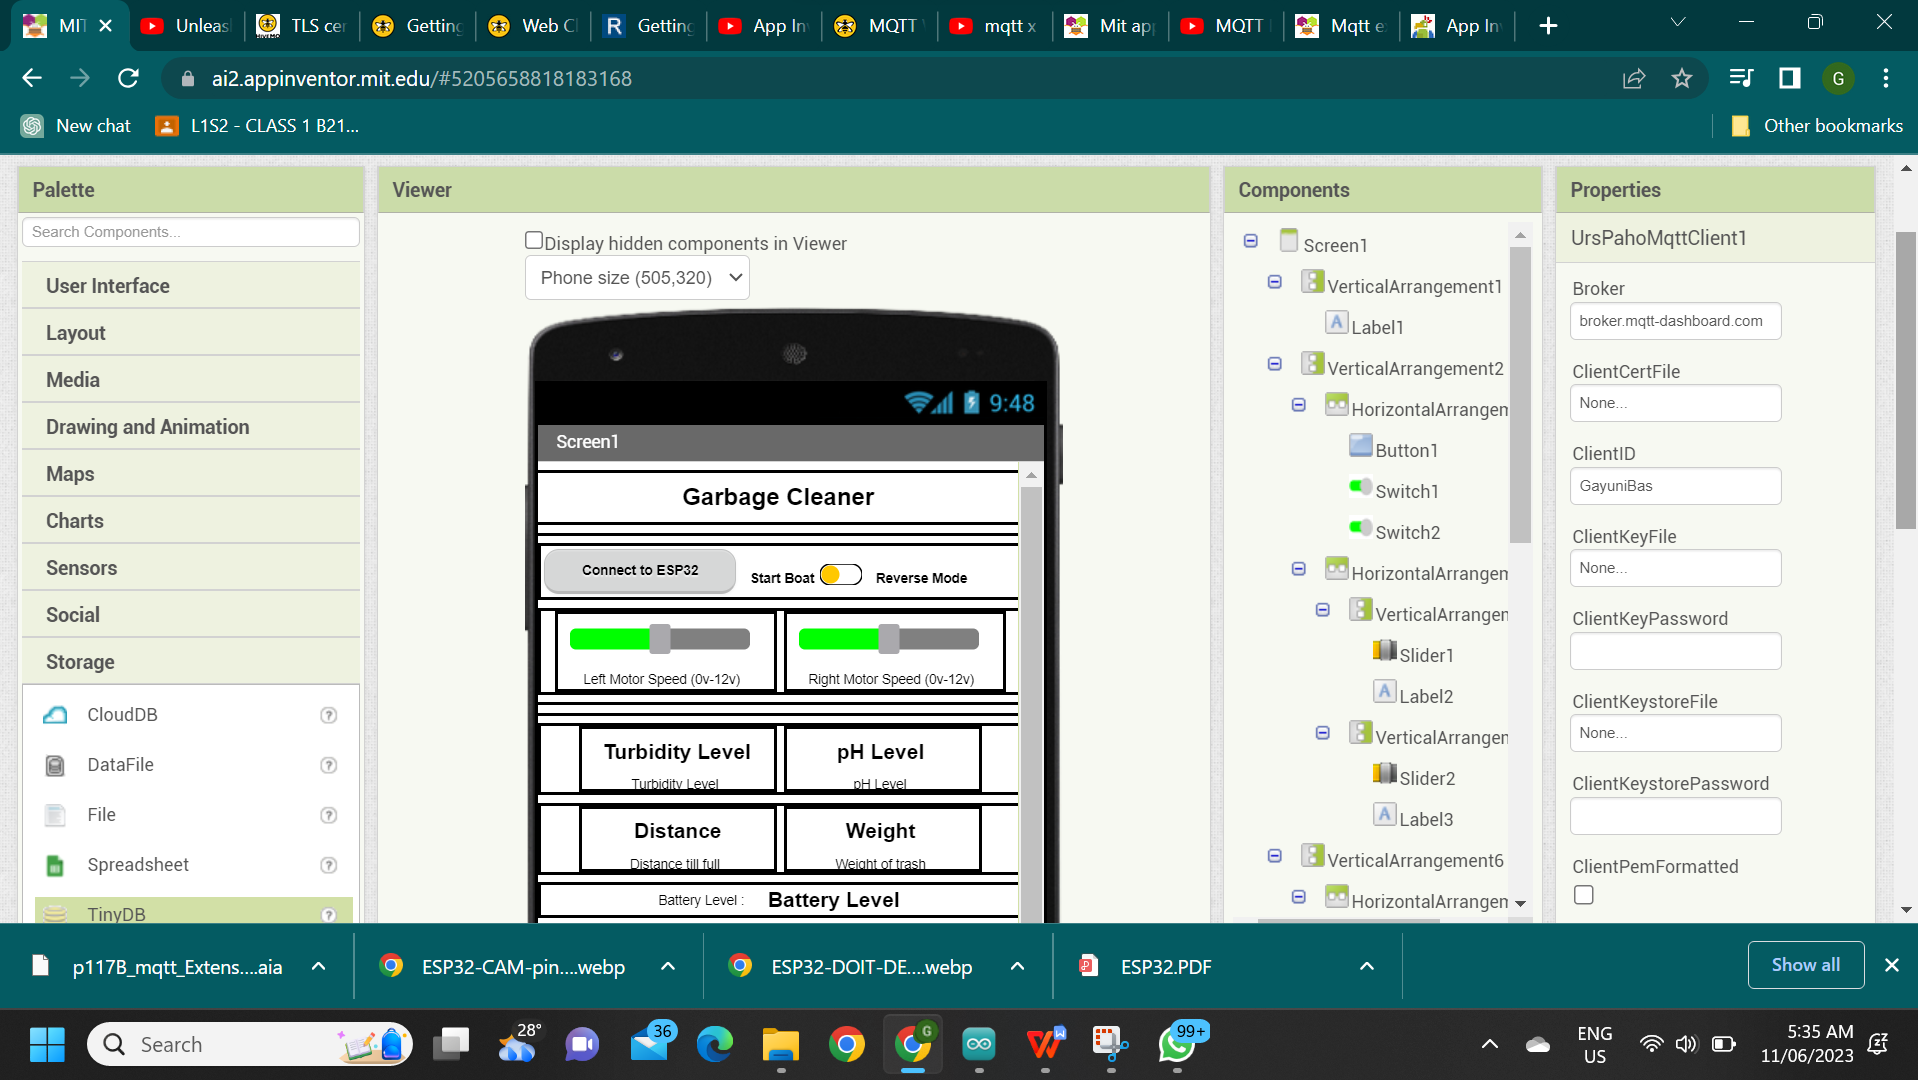 MIT
Unleas
TLS cer
Getting
Web Cl
Getting
App In
MQTT
mqtt x
Mit app
MQTT
Mqtt e
App In
ai2.appinventor.mit.edu/#5205658818183168
G
New chat
L1S2 - CLASS 1 B21...
Other bookmarks
Palette
Search Components...
User Interface
Layout
Media
Drawing and Animation
Maps
Charts
Sensors
Social
Storage
CloudDB
?
DataFile
?
File
?
Spreadsheet
?
TinyDB
?
Viewer
Display hidden components in Viewer
Phone size (505,320)
9:48
Screen1
Garbage Cleaner
Connect to ESP32
Start Boat
Reverse Mode
Left Motor Speed (0v-12v)
Right Motor Speed (0v-12v)
Turbidity Level
pH Level
Turbidity Level
pH Level
Distance
Weight
Distance till full
Weight of trash
Battery Level :
Battery Level
Components
Screen1
VerticalArrangement1
Label1
VerticalArrangement2
HorizontalArrangem
Button1
Switch1
Switch2
HorizontalArrangem
VerticalArrangen
Slider1
Label2
VerticalArrangen
Slider2
Label3
VerticalArrangement6
HorizontalArrangem
Properties
UrsPahoMqttClient1
Broker
broker.mqtt-dashboard.com
ClientCertFile
None...
ClientID
GayuniBas
ClientKeyFile
None...
ClientKeyPassword
ClientKeystoreFile
None...
ClientKeystorePassword
ClientPemFormatted
p117B_mqtt_Extens....aia
ESP32-CAM-pin....webp
ESP32-DOIT-DE....webp
ESP32.PDF
Show all
Search
28°
36
G
99+
ENG
US
5:35 AM
11/06/2023